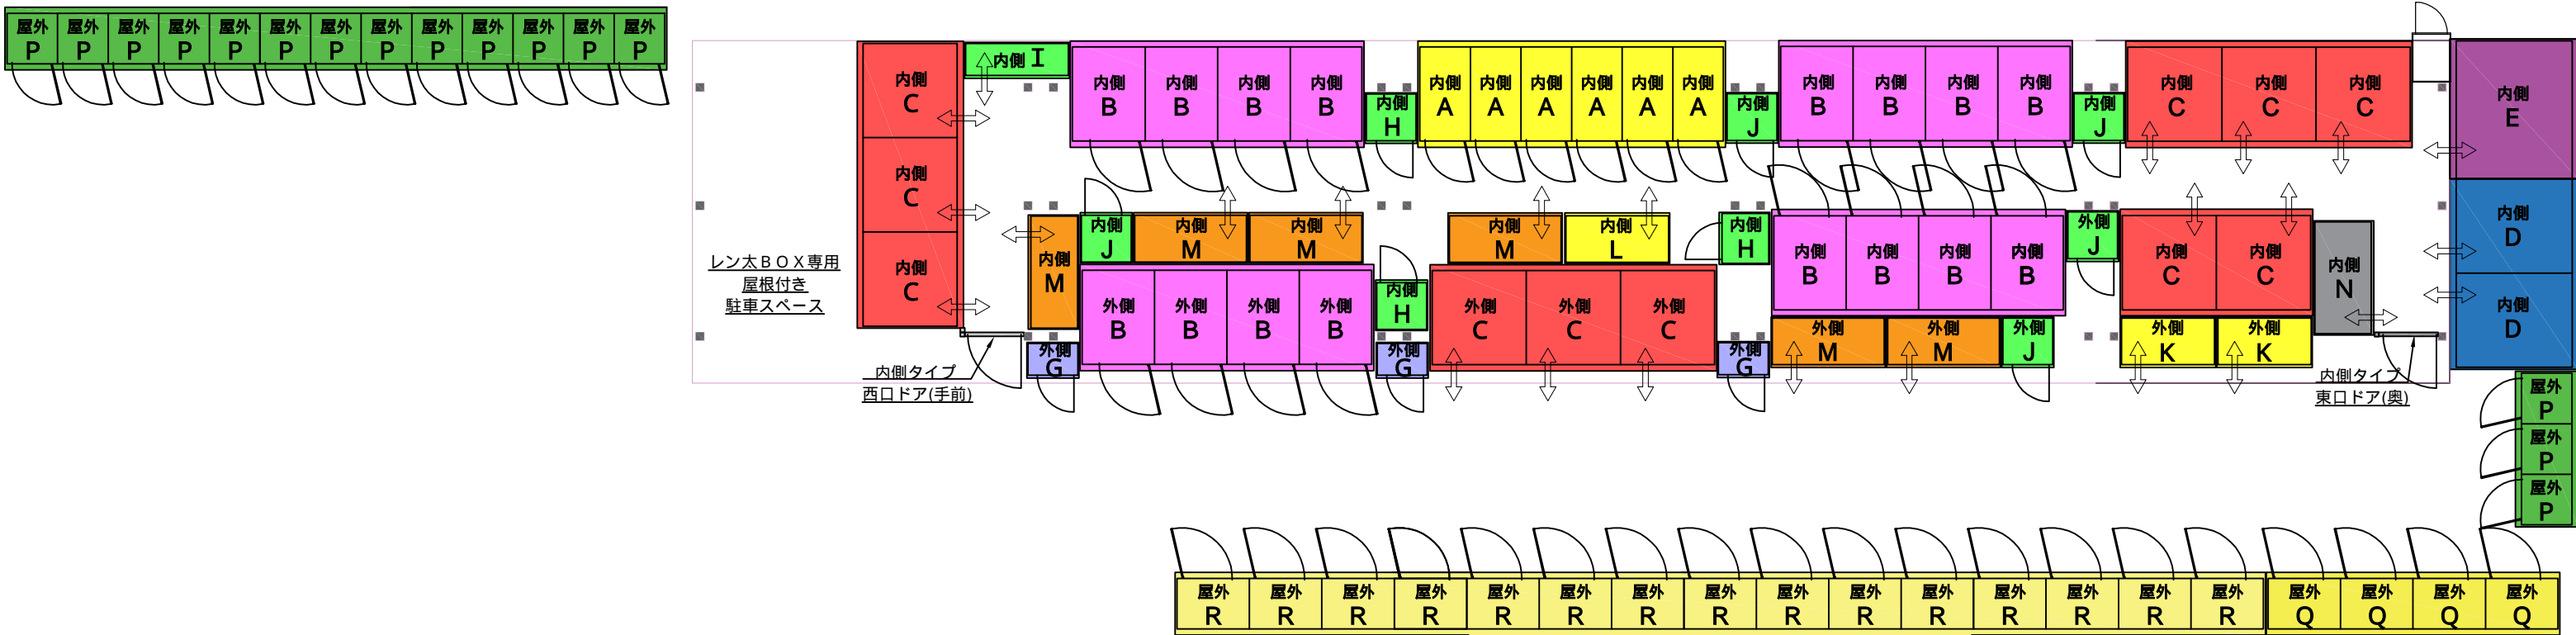 屋外 屋外 屋外 屋外 屋外 屋外 屋外 屋外 屋外 屋外 屋外 屋外 屋外
P P P P P P P P P P P P P
内側
C
内側
C
内側
C
内側 I
内側 内側 内側 内側
B B B B
内側
H
内側 内側 内側 内側 内側 内側
A A A A A A
内側
J
内側 内側 内側 内側
B B B B
内側
J
内側 内側 内側
C C C
内側
E
内側
D
内側
D
レン太BOX専用
屋根付き
駐車スペース
内側
M
内側
J
内側 内側
M M
内側
M
内側
L
内側
H
内側 内側 内側 内側
B B B B
外側
J
内側 内側
C C
内側
N
外側 外側 外側 外側
B B B B
内側
H
外側 外側 外側
C C C
外側
G
外側
G
外側
G
外側 外側
M M
外側
J
外側 外側
K K
内側タイプ
西口ドア(手前)
内側タイプ
東口ドア(奥)
屋外
P
屋外
P
屋外
P
屋外 屋外 屋外 屋外 屋外 屋外 屋外 屋外 屋外 屋外 屋外 屋外 屋外 屋外 屋外 屋外 屋外 屋外 屋外
R R R R R R R R R R R R R R R Q Q Q Q